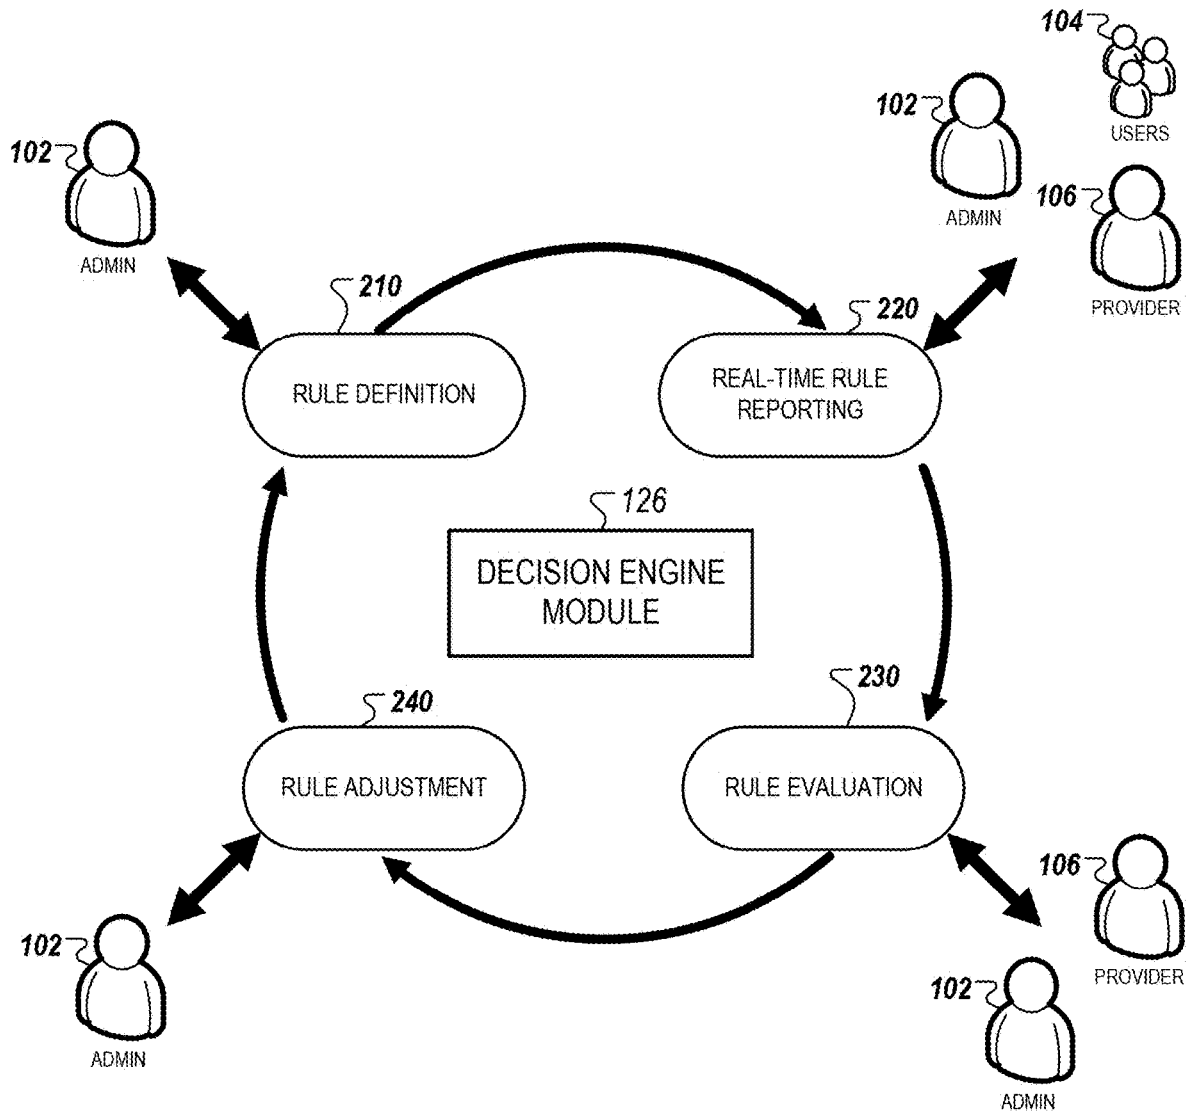 104
USERS
102
ADMIN
102
ADMIN
106
PROVIDER
210
RULE DEFINITION
220
REAL-TIME RULE
REPORTING
126
DECISION ENGINE
MODULE
240
RULE ADJUSTMENT
230
RULE EVALUATION
102
ADMIN
106
PROVIDER
102
ADMIN